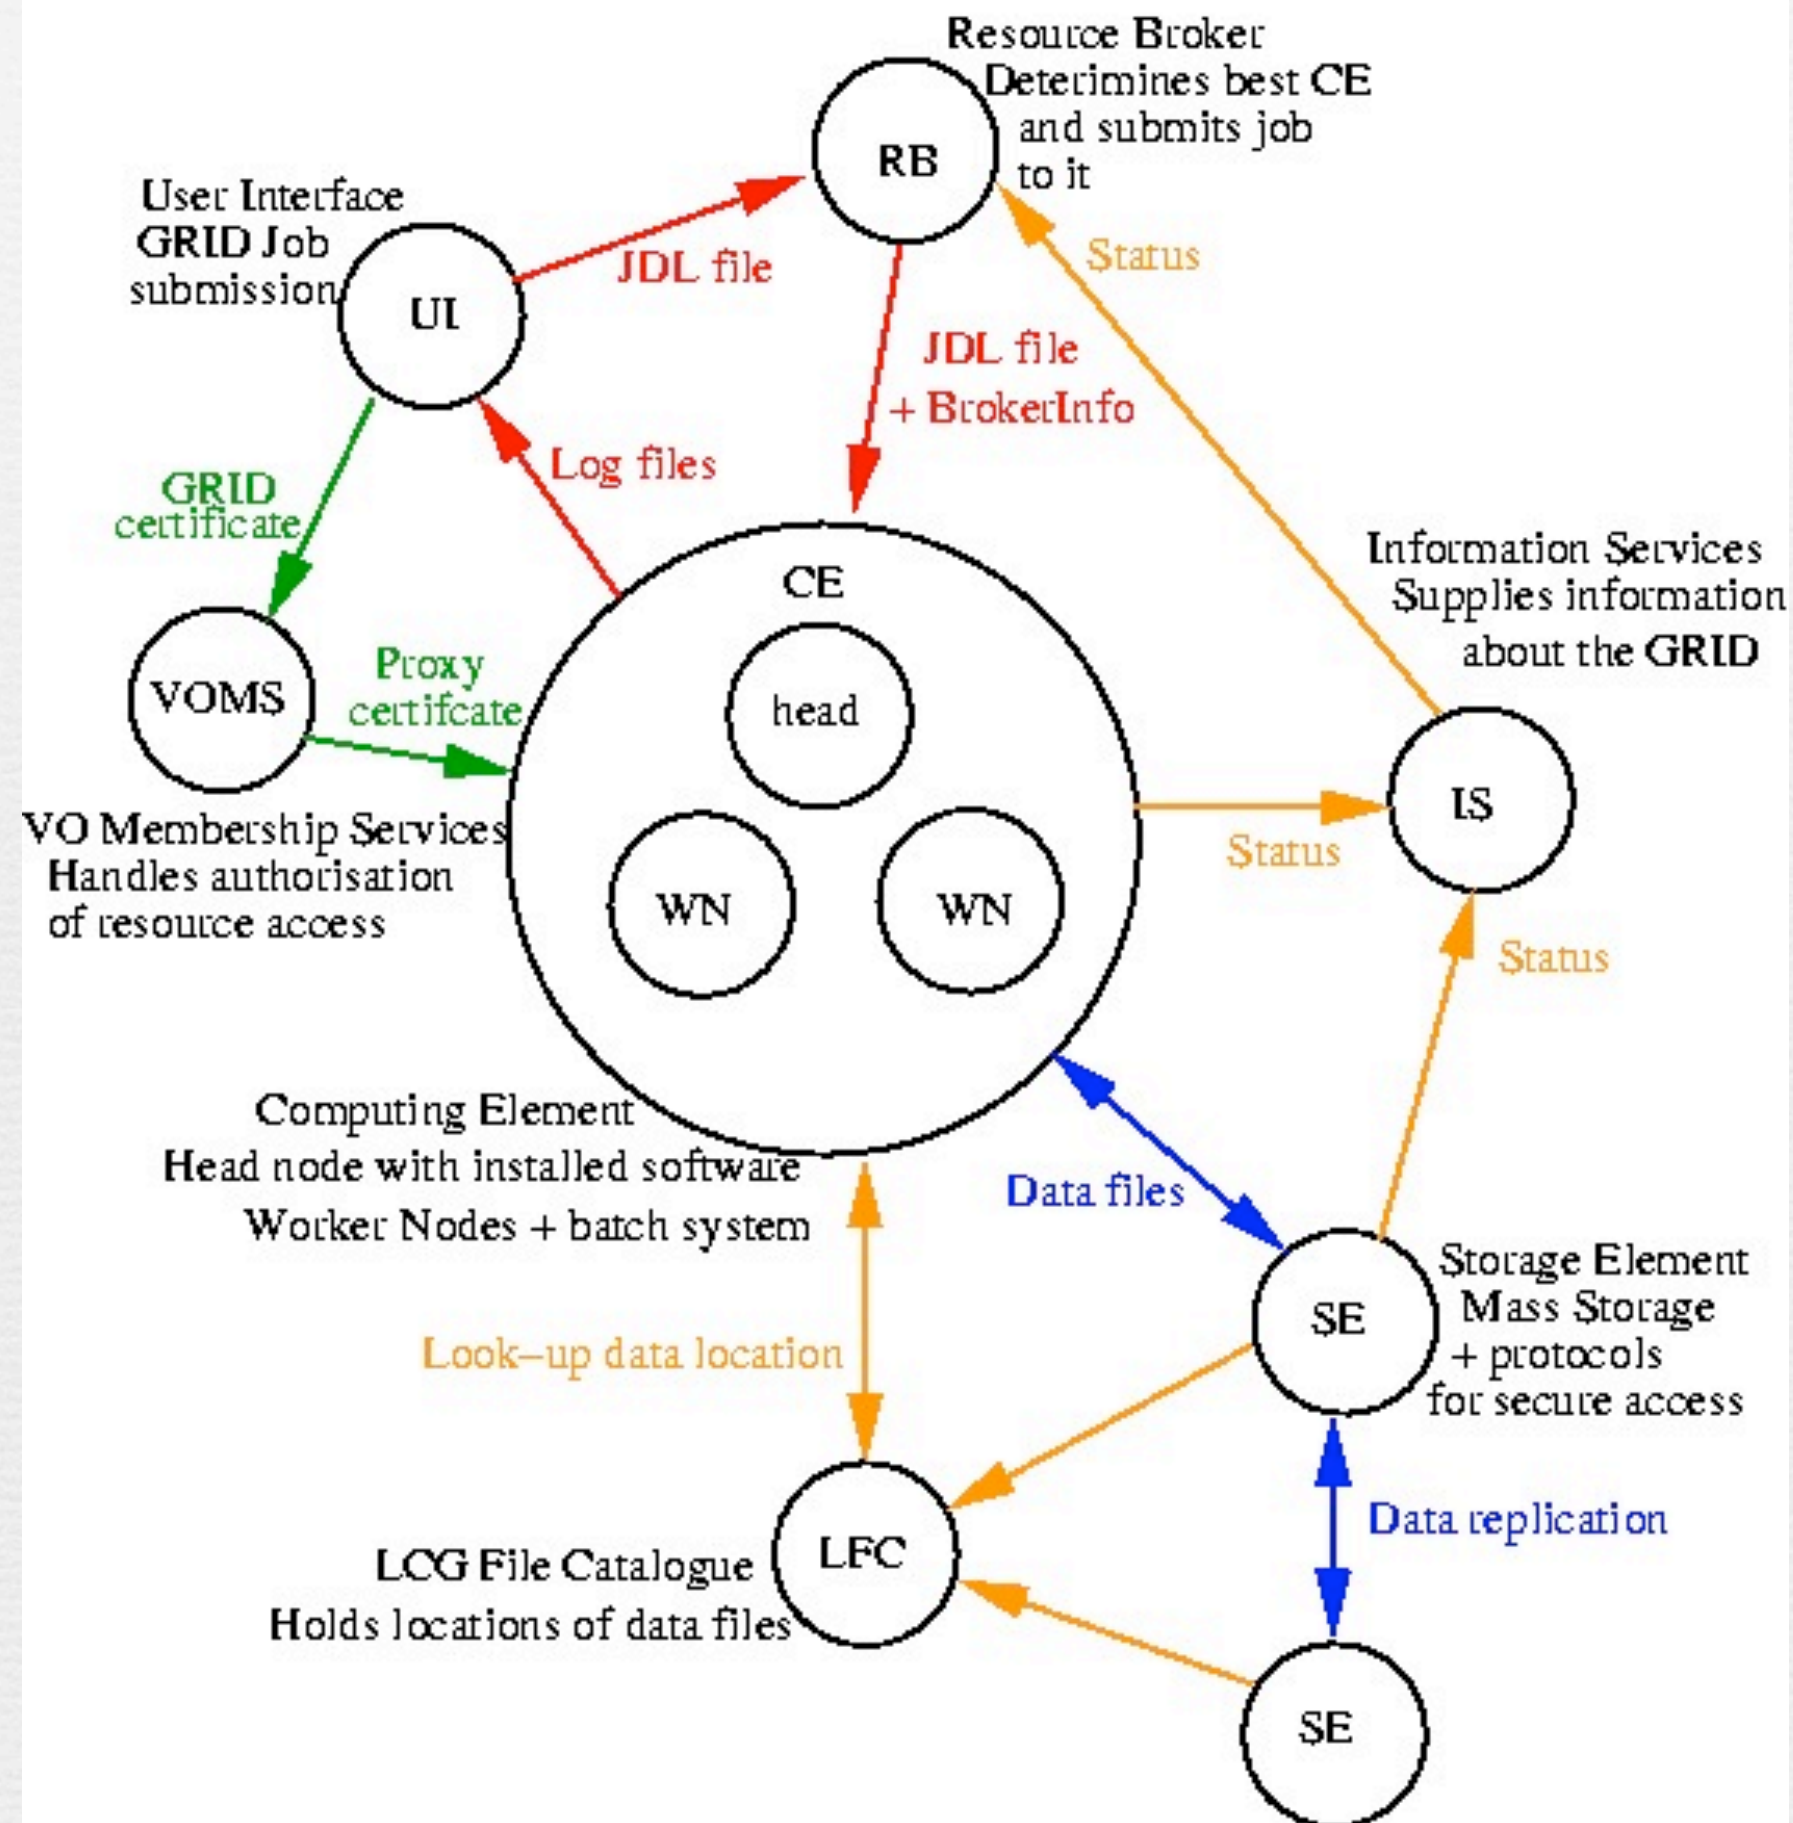 Resource Broker
Deterimines best CE
and submits job
to it
RB
User Interface
GRID Job
submission
UI
JDL file
Status
JDL file
+ BrokerInfo
Log files
GRID
certificate
Information Services
Supplies information
about the GRID
CE
Proxy
certifcate
VOMS
head
IS
VO Membership Services
Handles authorisation
of resource access
Status
WN
WN
Status
Computing Element
Head node with installed software
Worker Nodes + batch system
Data files
Storage Element
Mass Storage
+ protocols
for secure access
SE
Look-up data location
Data replication
LFC
LCG File Catalogue
Holds locations of data files
SE